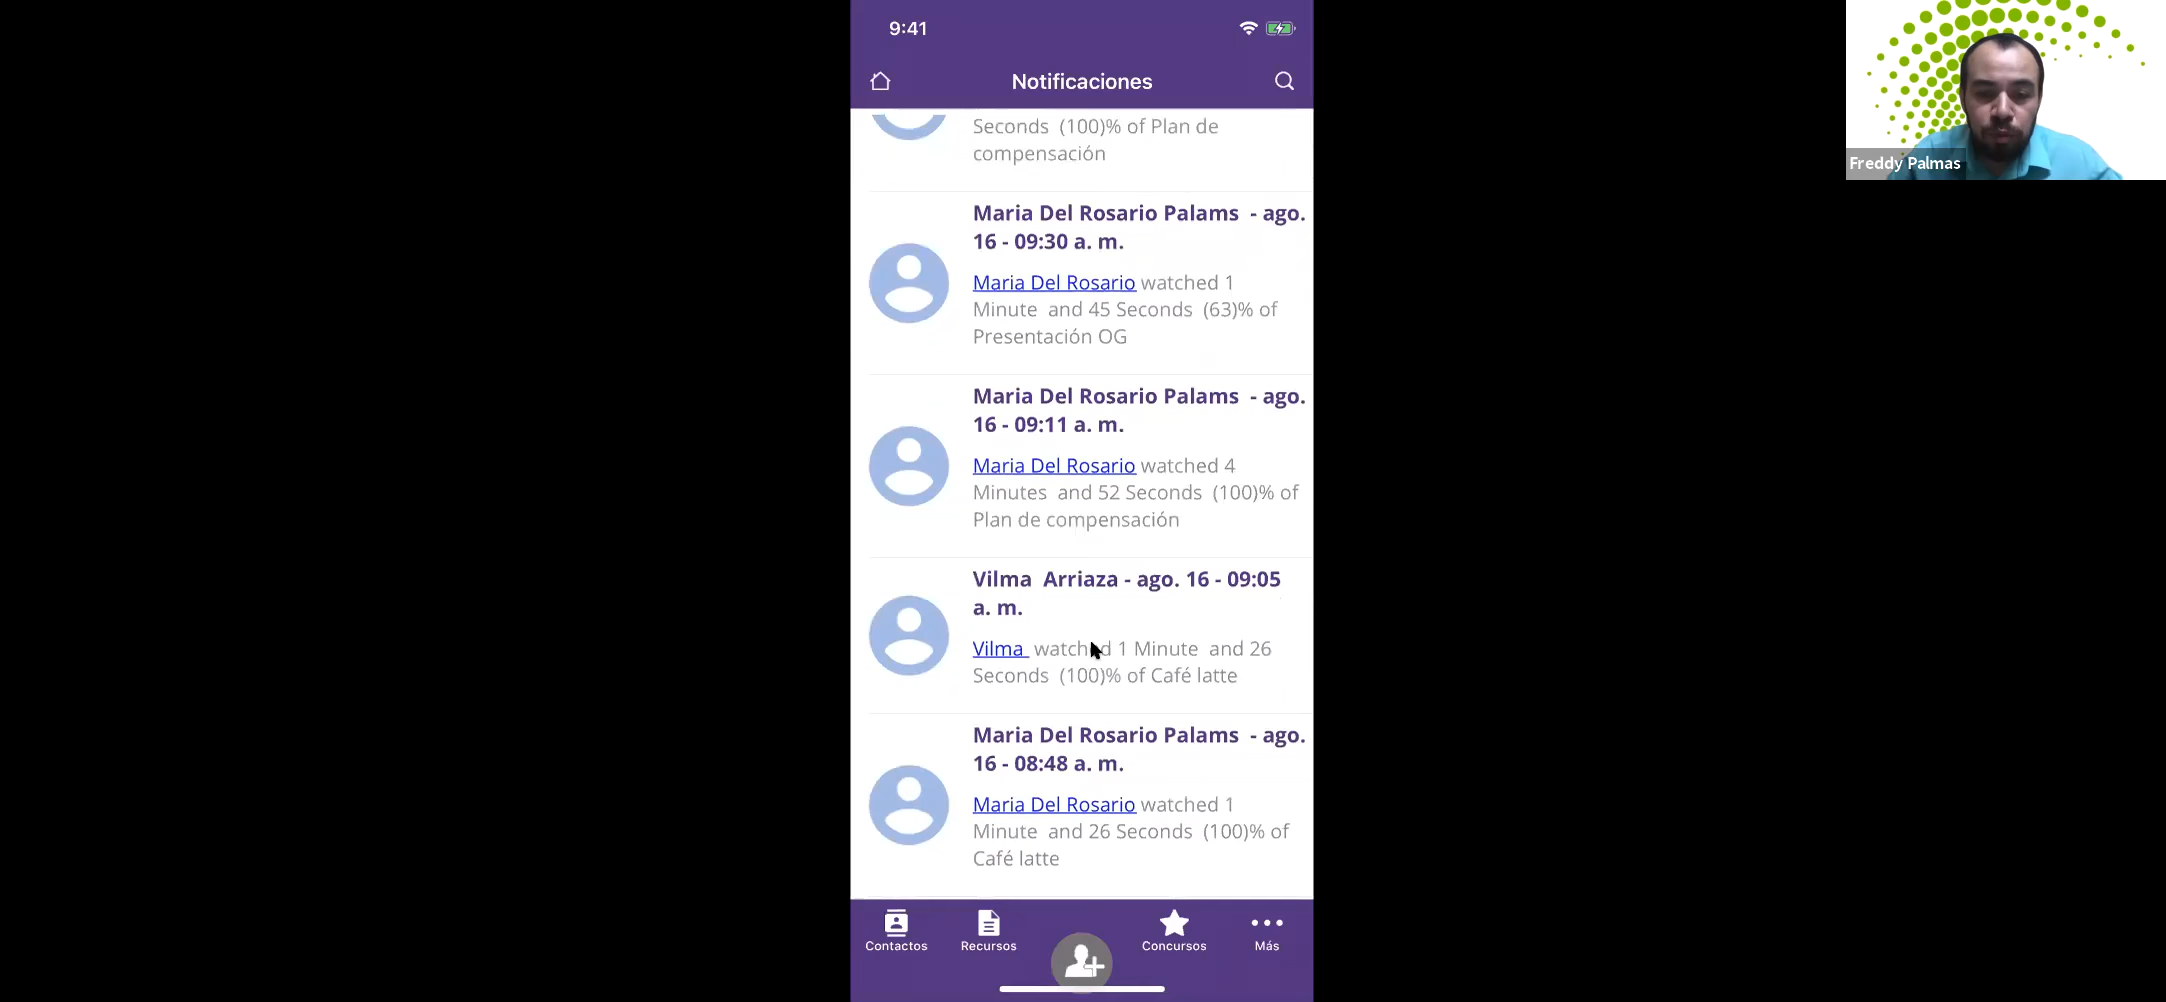 9:41
Notificaciones
Seconds (100)% of Plan de
compensación
Maria Del Rosario Palams - ago.
16 - 09:30 a. m.
Maria Del Rosario watched 1
Minute and 45 Seconds (63)% of
Presentación OG
Maria Del Rosario Palams - ago.
16 - 09:11 a. m.
Maria Del Rosario watched 4
Minutes and 52 Seconds (100)% of
Plan de compensación
Vilma Arriaza - ago. 16 - 09:05
a. m.
Vilma watched 1 Minute and 26
Seconds (100)% of Café latte
Maria Del Rosario Palams - ago.
16 - 08:48 a. m.
Maria Del Rosario watched 1
Minute and 26 Seconds (100)% of
Café latte
Contactos
Recursos
Concursos
Más
Freddy Palmas